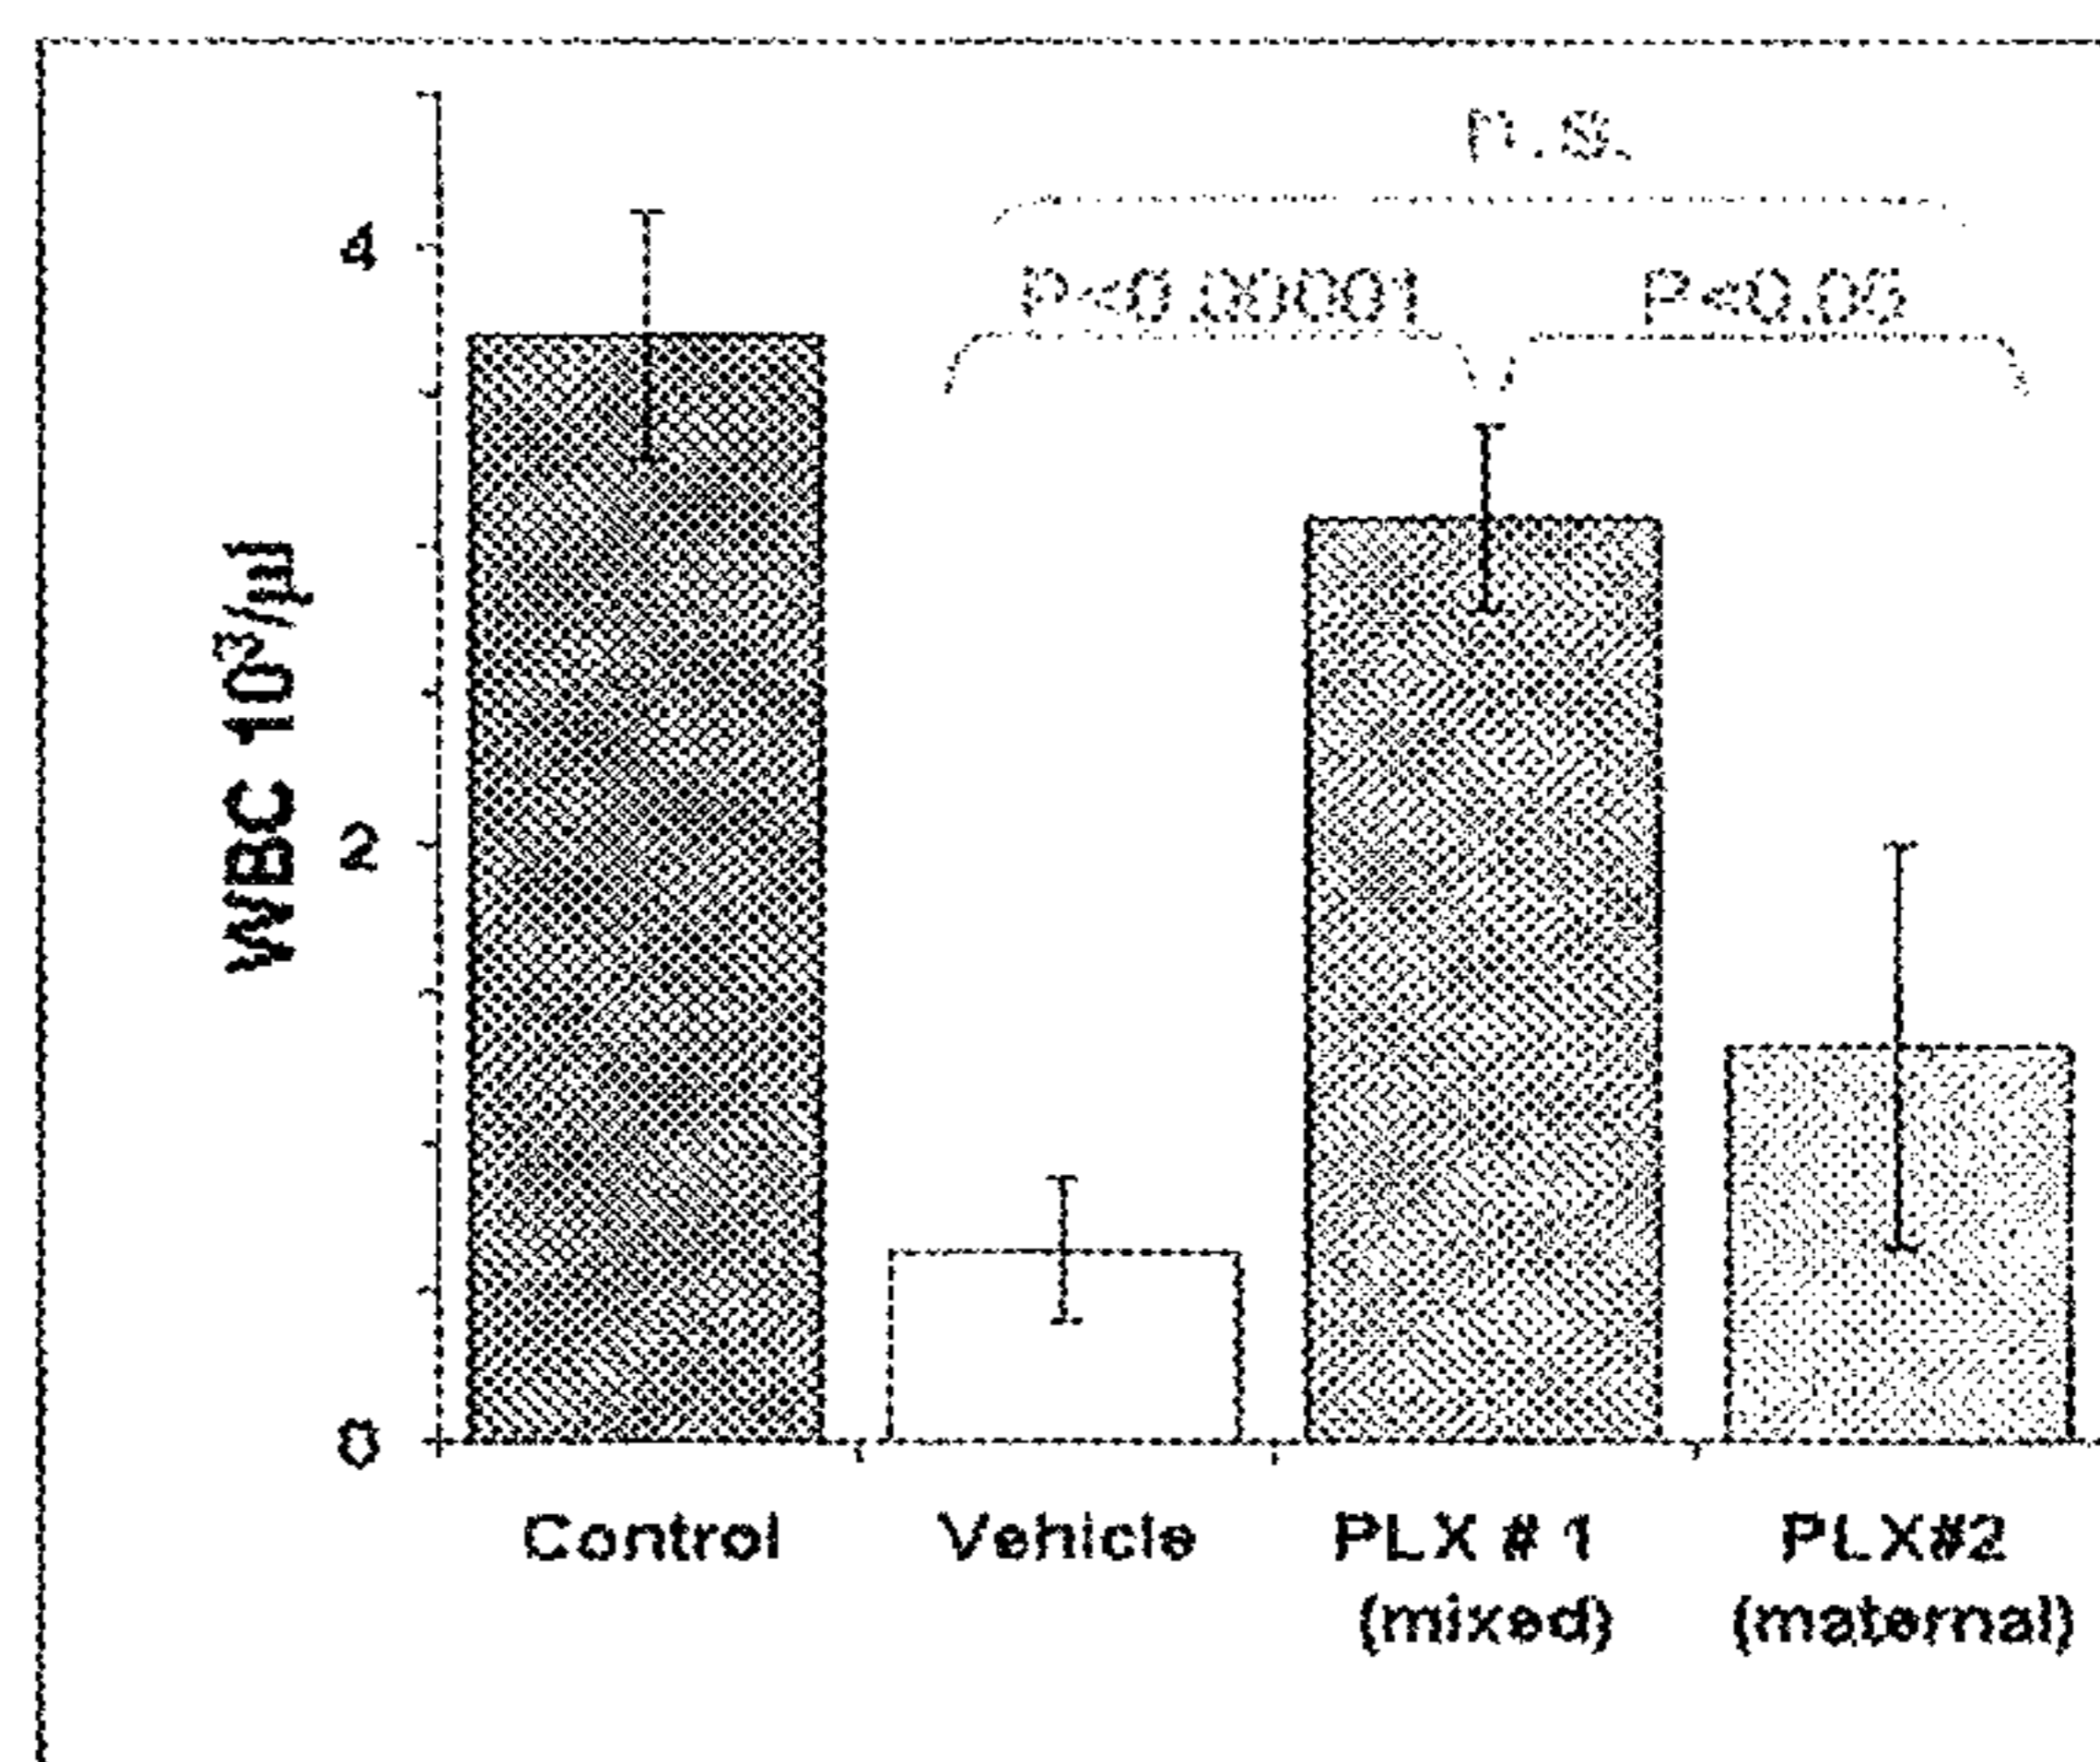 n.s.
P<0.00001 P<0.05
4
2
0
WBC 10³/µl
Control Vehicle PLX # 1 PLX#2
(mixed) (maternal)